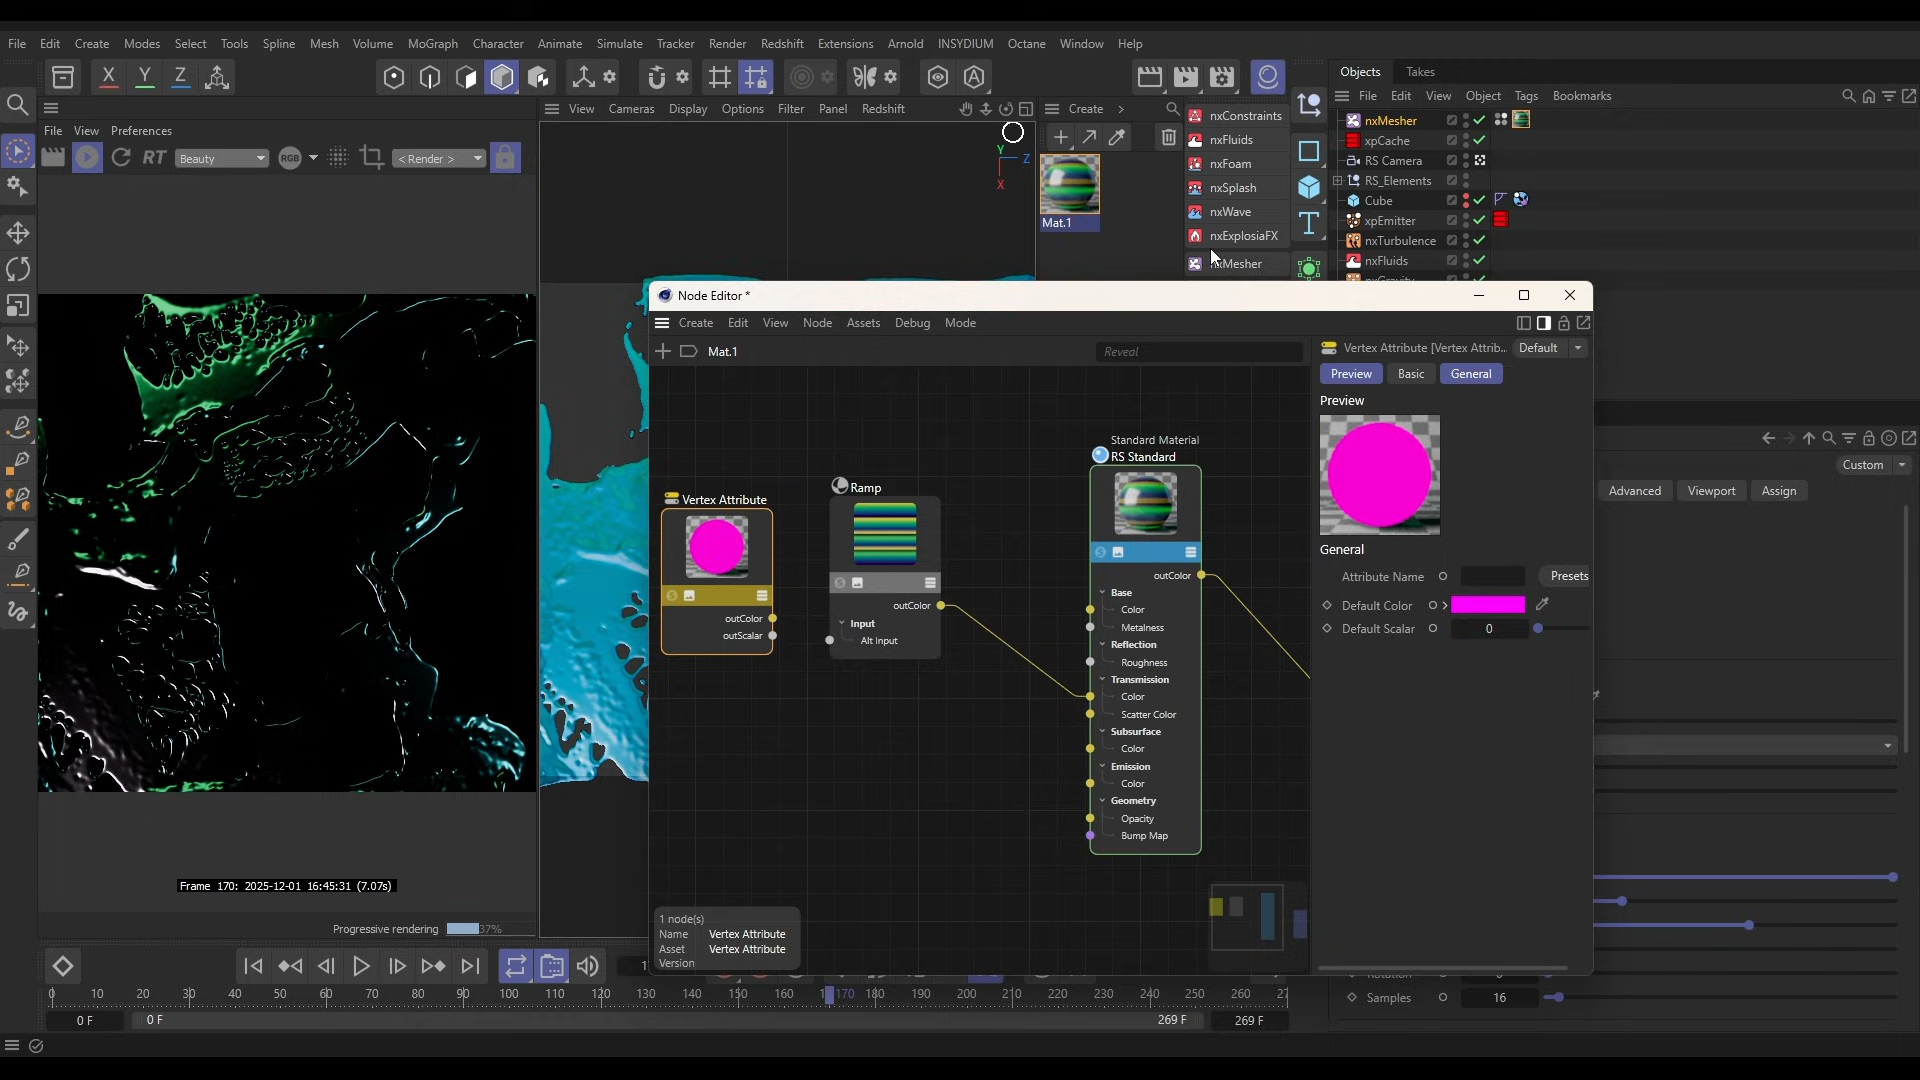 File Edit Create Modes Select Tools Spline Mesh Volume MoGraph Character Animate Simulate Tracker Render Redshift Extensions Arnold INSYDIUM Octane Window Help
X Y Z
Objects Takes
File Edit View Object Tags Bookmarks
View Cameras Display Options Filter Panel Redshift
Create
File View Preferences
RT Beauty RGB < Render >
Y
Z
X
Mat.1
nxConstraints
nxFluids
nxFoam
nxSplash
nxWave
nxExplosiaFX
T
nxMesher
xpCache
RS Camera
RS_Elements
Cube
xpEmitter
nxTurbulence
nxFluids
Node Editor *
Create Edit View Node Assets Debug Mode
Mat.1
Reveal
Vertex Attribute [Vertex Attrib... Default
Preview Basic General
Preview
General
Attribute Name Presets
Default Color
Default Scalar 0
Vertex Attribute
outColor
outScalar
Ramp
outColor
Input
Alt Input
Standard Material
RS Standard
outColor
Base
Color
Metalness
Reflection
Roughness
Transmission
Color
Scatter Color
Subsurface
Color
Emission
Color
Geometry
Opacity
Bump Map
1 node(s)
Name Vertex Attribute
Asset Vertex Attribute
Version
Custom
Advanced Viewport Assign
Samples 16
Frame 170: 2025-12-01 16:45:31 (7.07s)
Progressive rendering 37%
0 10 20 30 40 50 60 70 80 90 100 110 120 130 140 150 160 170 180 190 200 210 220 230 240 250 260 27
0 F 0 F 269 F 269 F